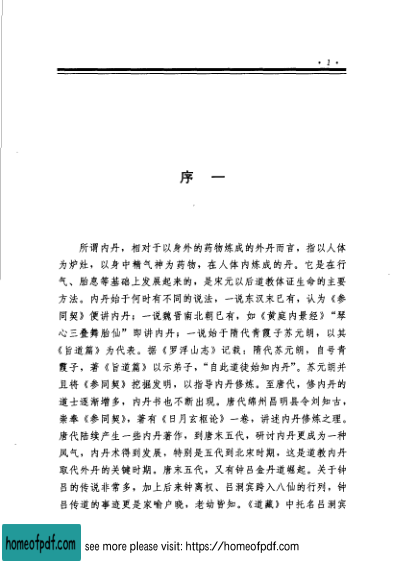 · 1 ·
序 一
所谓内丹，相对于以身外的药物炼成的外丹而言，指以人体
为炉灶，以身中精气神为药物，在人体内炼成的丹。它是在行
气、胎息等基础上发展起来的，是宋元以后道教体证生命的主要
方法。内丹始于何时有不同的说法，一说东汉末已有，认为《参
同契》便讲内丹；一说魏晋南北朝已有，如《黄庭内景经》“琴
心三叠舞胎仙”即讲内丹；一说始于隋代青霞子苏元朗，以其
《旨道篇》为代表。据《罗浮山志》记载：隋代苏元朗，自号青
霞子，著《旨道篇》以示弟子，“自此道徒始知内丹”。苏元朗并
且将《参同契》挖掘发明，以指导内丹修炼。至唐代，修内丹的
道士逐渐增多，内丹书也不断出现。唐代绵州昌明县令刘知古，
崇奉《参同契》，著有《日月玄枢论》一卷，讲述内丹修炼之理。
唐代陆续产生一些内丹著作，到唐末五代，研讨内丹更成为一种
风气，内丹术得到发展，特别是五代到北宋时期，这是道教内丹
取代外丹的关键时期。唐末五代，又有钟吕金丹道崛起。关于钟
吕的传说非常多，加上后来钟离权、吕洞宾跨入八仙的行列，钟
吕传道的事迹更是家喻户晓，老幼皆知。《道藏》中托名吕洞宾
homeofpdf.com
see more please visit: https://homeofpdf.com